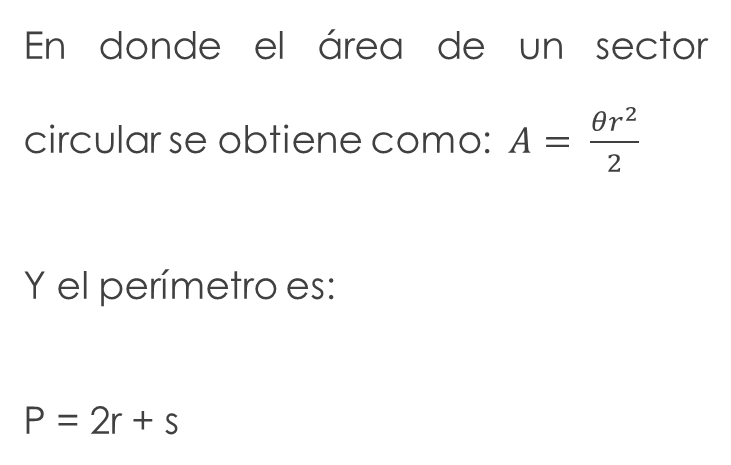 En donde el área de un sector
circular se obtiene como: A = θr²/2
Y el perímetro es:
P = 2r + s